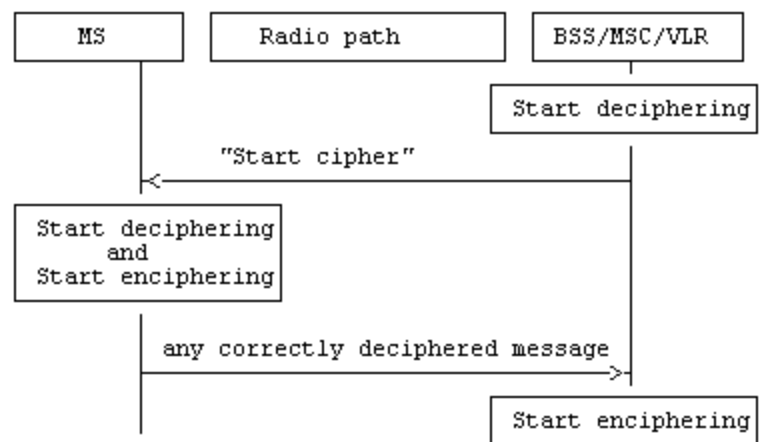 MS
Radio path
BSS/MSC/VLR
Start deciphering
"Start cipher"
Start deciphering
and
Start enciphering
any correctly deciphered message
Start enciphering